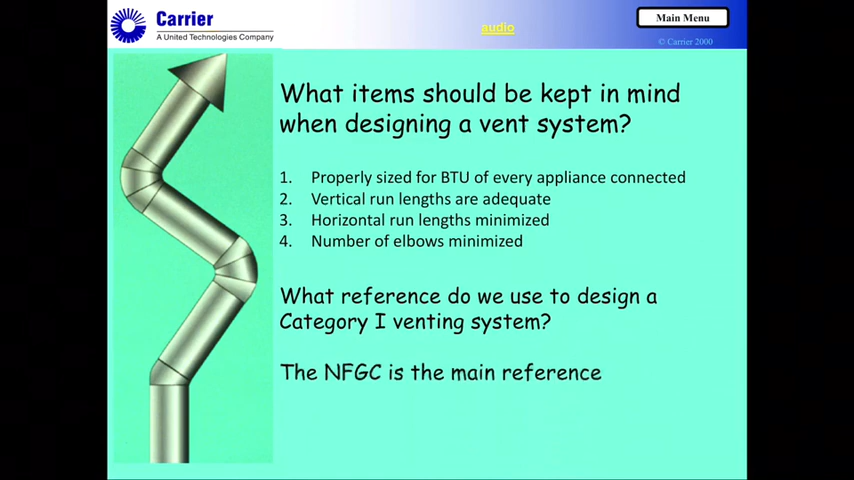 Carrier
A United Technologies Company
audio
Main Menu
© Carrier 2000
What items should be kept in mind
when designing a vent system?
1. Properly sized for BTU of every appliance connected
2. Vertical run lengths are adequate
3. Horizontal run lengths minimized
4. Number of elbows minimized
What reference do we use to design a
Category I venting system?
The NFGC is the main reference